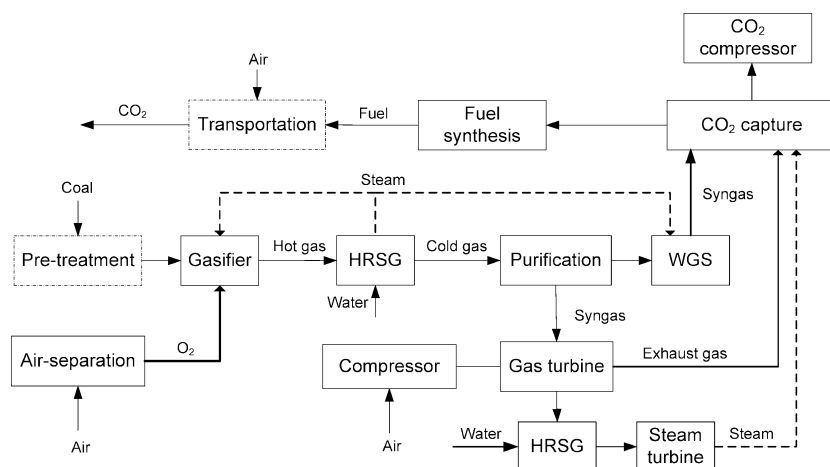 CO₂
compressor
Air
CO₂
Transportation
Fuel
Fuel
synthesis
CO₂ capture
Coal
Steam
Syngas
Pre-treatment
Gasifier
Hot gas
HRSG
Cold gas
Purification
WGS
Water
Syngas
Air-separation
O₂
Compressor
Gas turbine
Exhaust gas
Air
Air
Water
HRSG
Steam
turbine
Steam